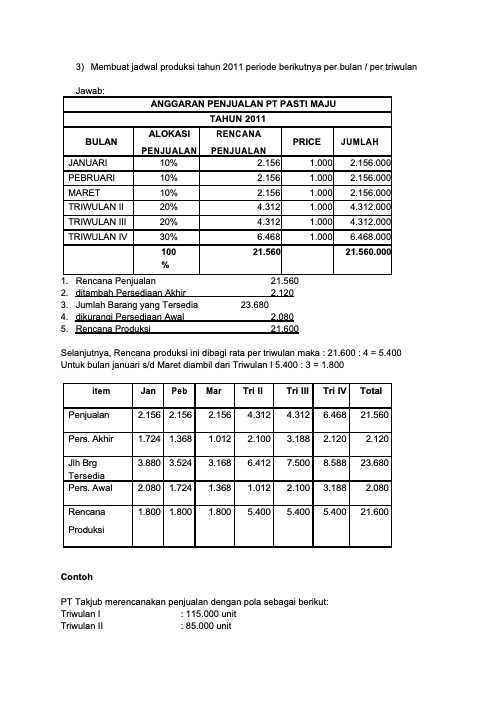 3) Membuat jadwal produksi tahun 2011 periode berikutnya per bulan / per triwulan
Jawab:
ANGGARAN PENJUALAN PT PASTI MAJU
TAHUN 2011
BULAN ALOKASI PENJUALAN RENCANA PENJUALAN PRICE JUMLAH
JANUARI 10% 2.156 1.000 2.156.000
PEBRUARI 10% 2.156 1.000 2.156.000
MARET 10% 2.156 1.000 2.156.000
TRIWULAN II 20% 4.312 1.000 4.312.000
TRIWULAN III 20% 4.312 1.000 4.312.000
TRIWULAN IV 30% 6.468 1.000 6.468.000
100 % 21.560 21.560.000
1. Rencana Penjualan 21.560
2. ditambah Persediaan Akhir 2.120
3. Jumlah Barang yang Tersedia 23.680
4. dikurangi Persediaan Awal 2.080
5. Rencana Produksi 21.600
Selanjutnya, Rencana produksi ini dibagi rata per triwulan maka : 21.600 : 4 = 5.400
Untuk bulan januari s/d Maret diambil dari Triwulan I 5.400 : 3 = 1.800
item Jan Peb Mar Tri II Tri III Tri IV Total
Penjualan 2.156 2.156 2.156 4.312 4.312 6.468 21.560
Pers. Akhir 1.724 1.368 1.012 2.100 3.188 2.120 2.120
Jlh Brg Tersedia 3.880 3.524 3.168 6.412 7.500 8.588 23.680
Pers. Awal 2.080 1.724 1.368 1.012 2.100 3.188 2.080
Rencana Produksi 1.800 1.800 1.800 5.400 5.400 5.400 21.600
Contoh
PT Takjub merencanakan penjualan dengan pola sebagai berikut:
Triwulan I : 115.000 unit
Triwulan II : 85.000 unit